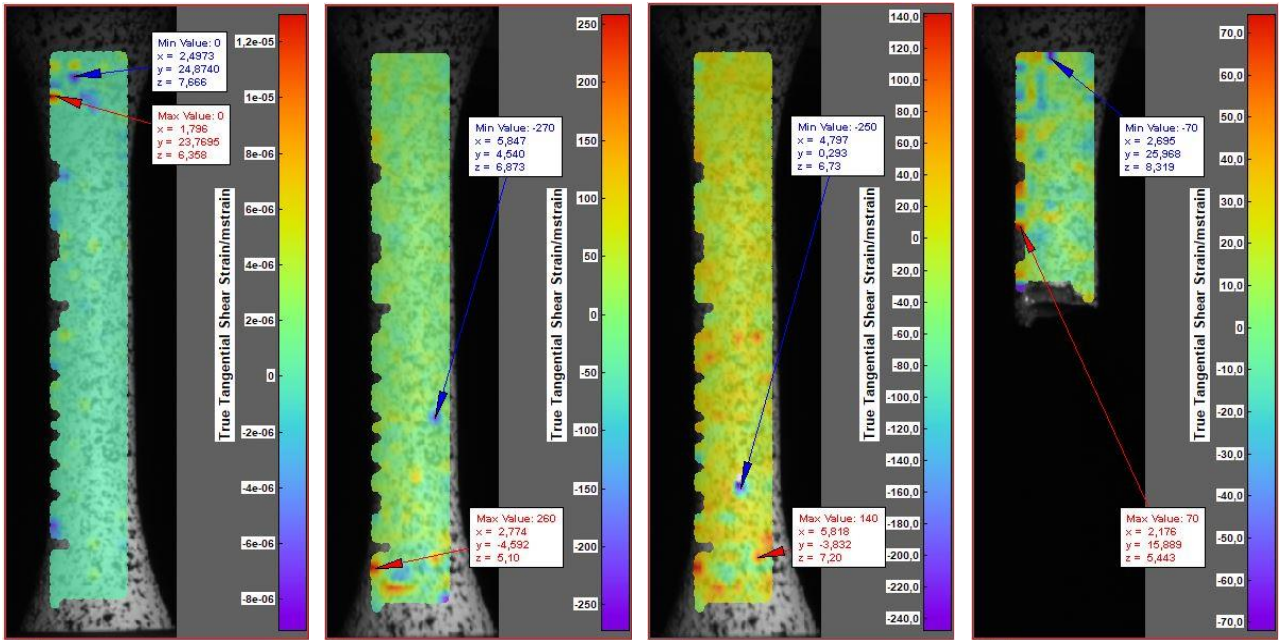 Min Value: 0
x = 2,4973
y = 24,8740
z = 7,666
Max Value: 0
x = 1,796
y = 23,7695
z = 6,358
True Tangential Shear Strain/mstrain
1,2e-05
1e-05
8e-06
6e-06
4e-06
2e-06
0
-2e-06
-4e-06
-6e-06
-8e-06
Min Value: -270
x = 5,847
y = 4,540
z = 6,873
Max Value: 260
x = 2,774
y = -4,592
z = 5,10
True Tangential Shear Strain/mstrain
250
200
150
100
50
0
-50
-100
-150
-200
-250
Min Value: -250
x = 4,797
y = 0,293
z = 6,73
Max Value: 140
x = 5,818
y = -3,832
z = 7,20
True Tangential Shear Strain/mstrain
140,0
120,0
100,0
80,0
60,0
40,0
20,0
0
-20,0
-40,0
-60,0
-80,0
-100,0
-120,0
-140,0
-160,0
-180,0
-200,0
-220,0
-240,0
Min Value: -70
x = 2,695
y = 25,968
z = 8,319
Max Value: 70
x = 2,176
y = 15,889
z = 5,443
True Tangential Shear Strain/mstrain
70,0
60,0
50,0
40,0
30,0
20,0
10,0
0
-10,0
-20,0
-30,0
-40,0
-50,0
-60,0
-70,0